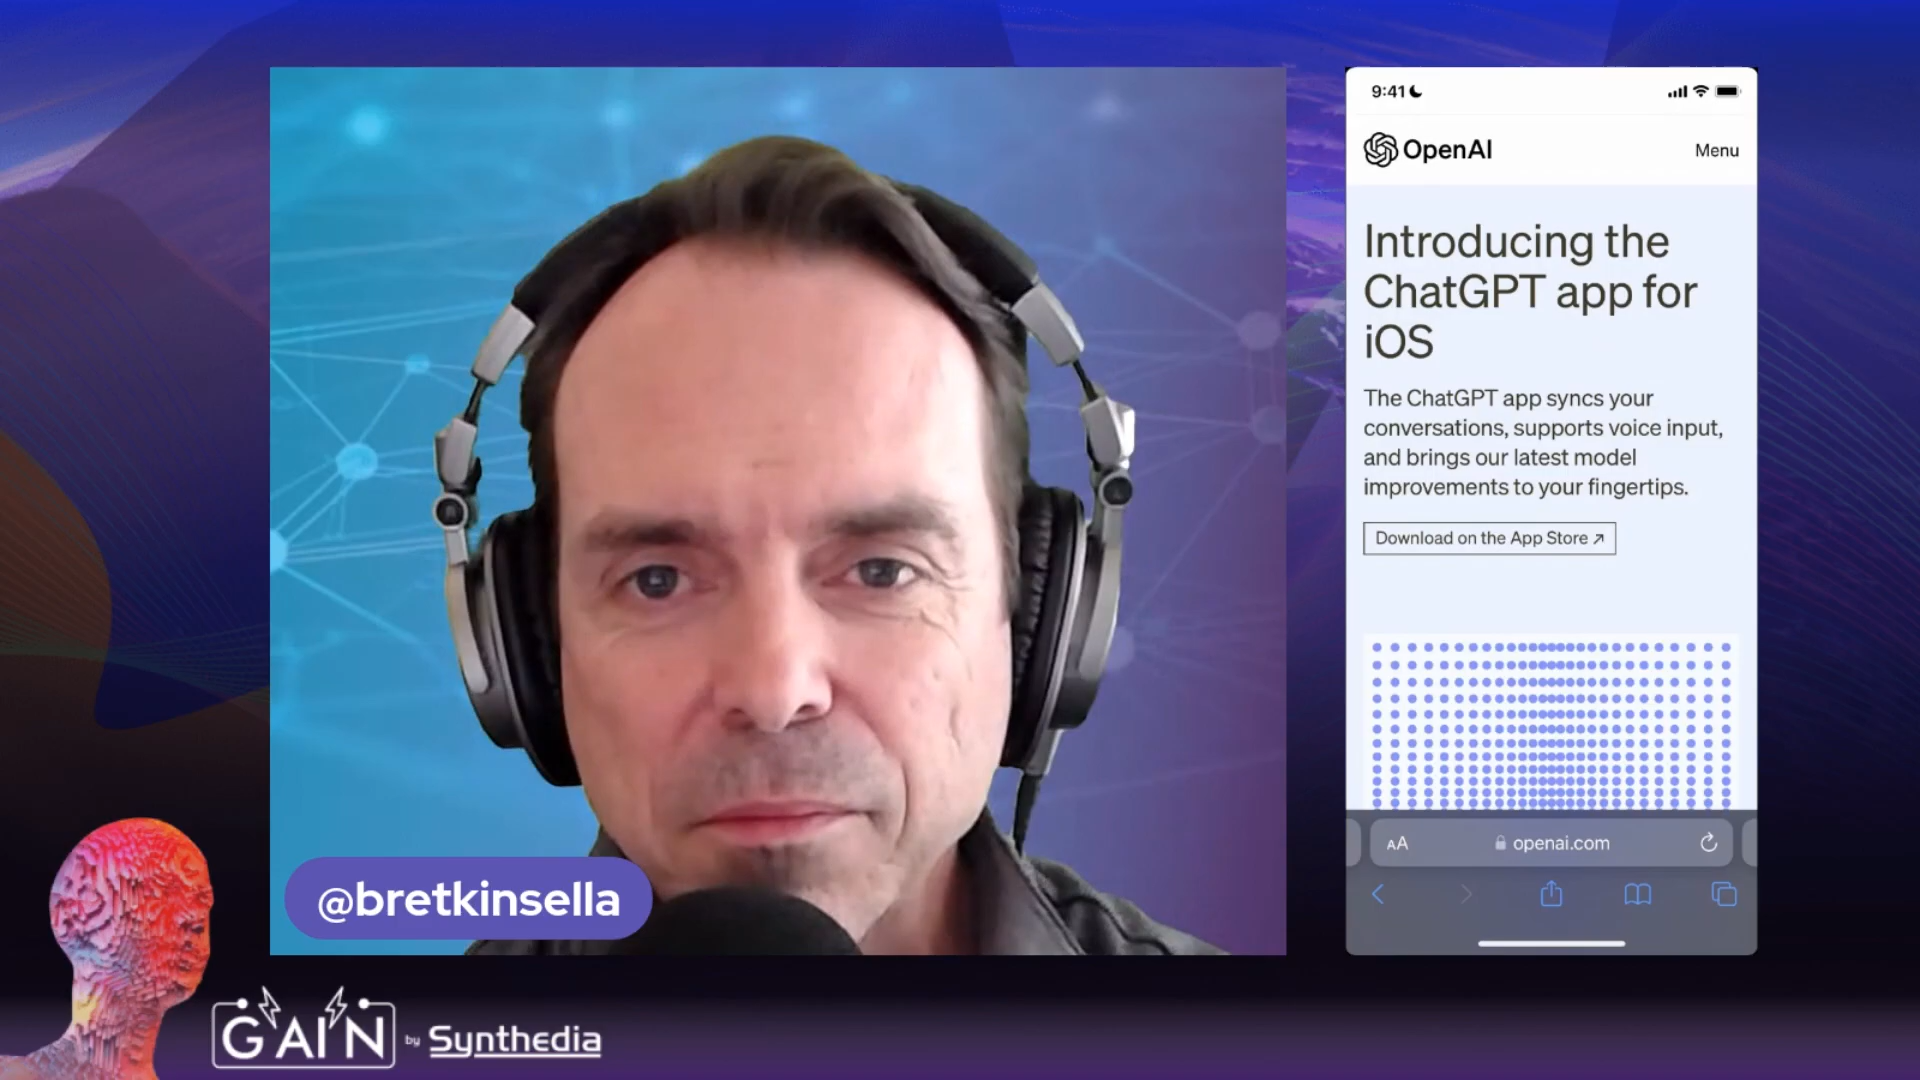 @bretkinsella
GAIN by Synthedia
9:41
OpenAI
Menu
Introducing the
ChatGPT app for
iOS
The ChatGPT app syncs your
conversations, supports voice input,
and brings our latest model
improvements to your fingertips.
Download on the App Store ↗
AA
openai.com